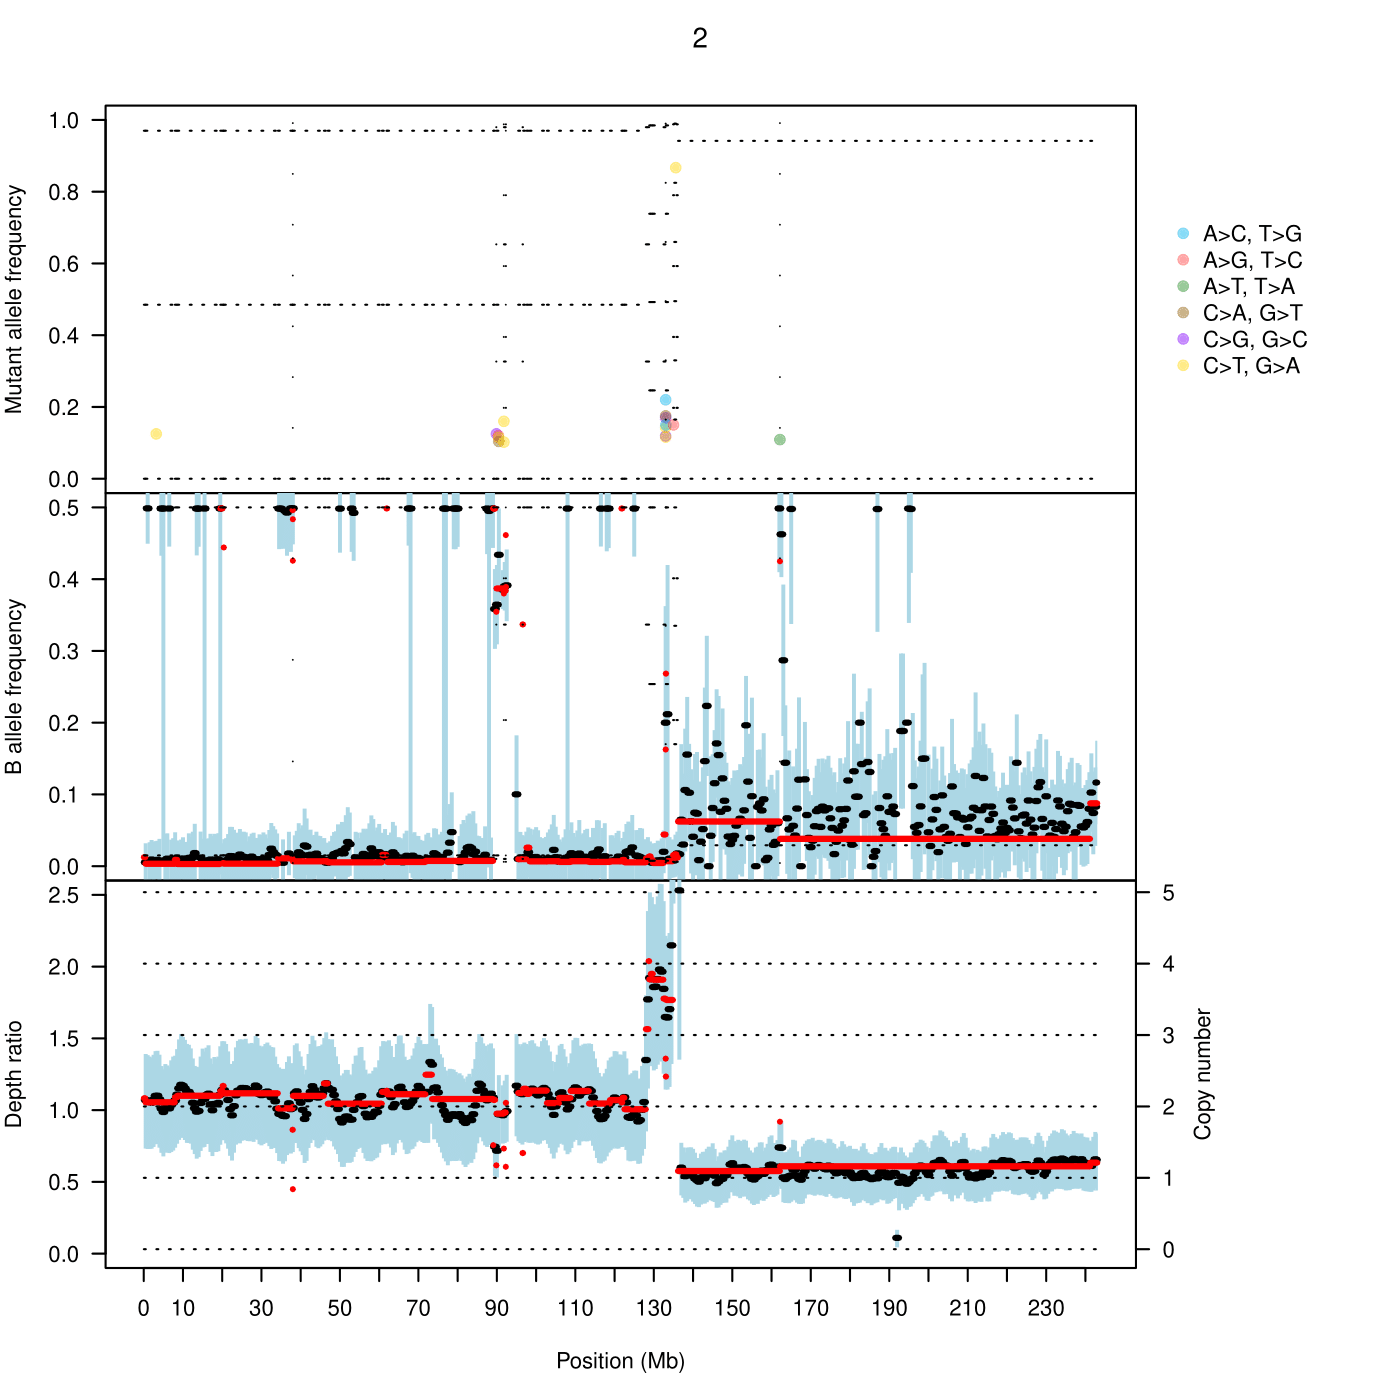 2
Mutant allele frequency
1.0
0.8
0.6
0.4
0.2
0.0
A>C, T>G
A>G, T>C
A>T, T>A
C>A, G>T
C>G, G>C
C>T, G>A
B allele frequency
0.5
0.4
0.3
0.2
0.1
0.0
Depth ratio
2.5
2.0
1.5
1.0
0.5
0.0
5
4
3
2
1
0
Copy number
0 10 30 50 70 90 110 130 150 170 190 210 230
Position (Mb)